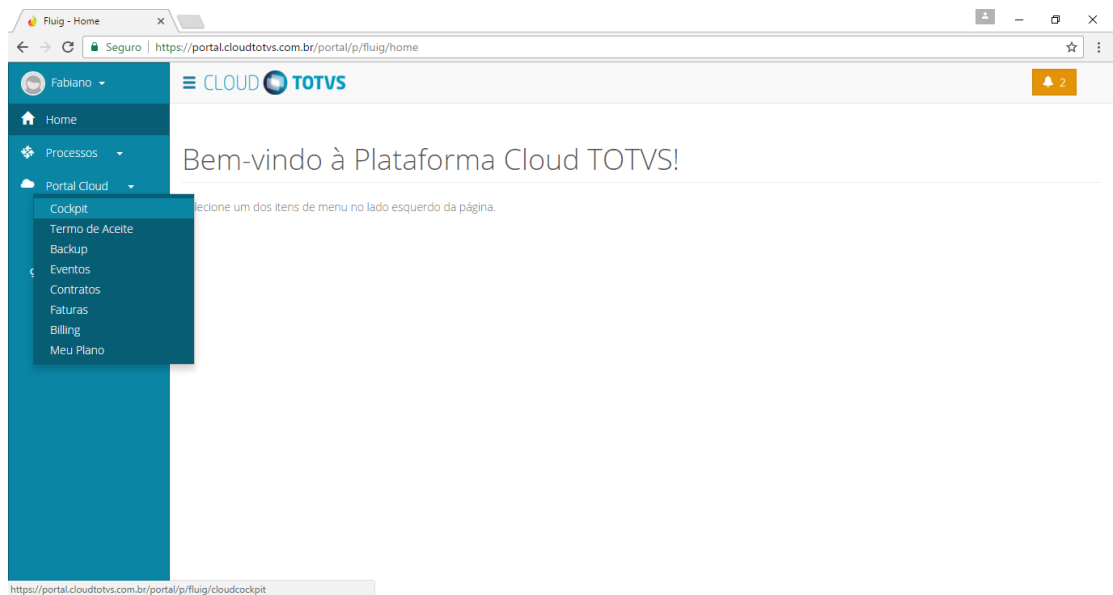 Fluig - Home
Seguro | https://portal.cloudtotvs.com.br/portal/p/fluig/home
Fabiano
CLOUD TOTVS
2
Home
Processos
Bem-vindo à Plataforma Cloud TOTVS!
Portal Cloud
Cockpit
um dos itens de menu no lado esquerdo da página.
Termo de Aceite
Backup
Eventos
Contratos
Faturas
Billing
Meu Plano
https://portal.cloudtotvs.com.br/portal/p/fluig/cloudcockpit